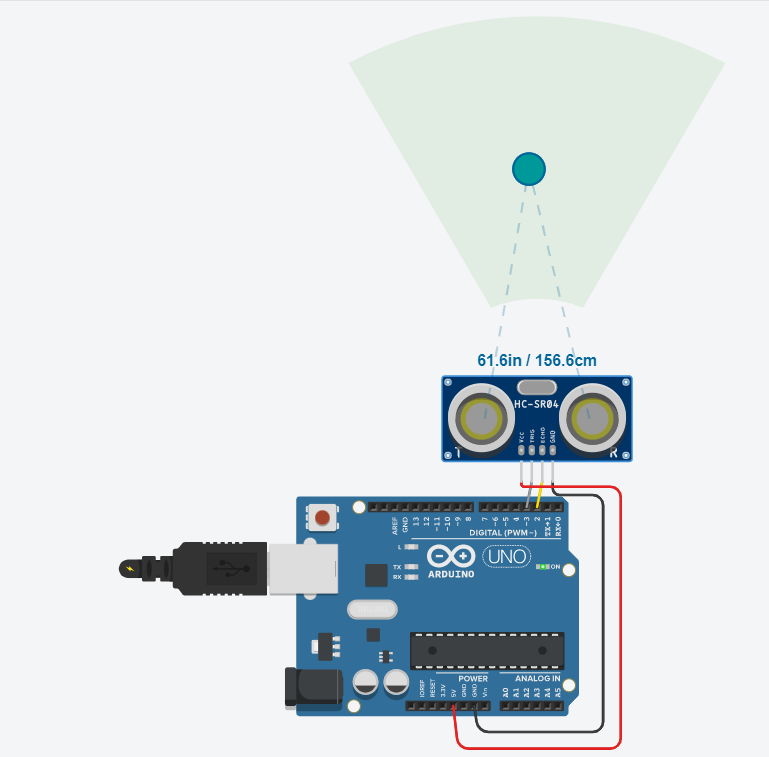 61.6in / 156.6cm
HC-SR04
VCC
TRIG
ECHO
GND
T
R
AREF
GND
13
12
~11
~10
~9
8
7
~6
~5
4
~3
2
TX→1
RX←0
DIGITAL (PWM~)
L
TX
RX
UNO
ARDUINO
ON
POWER
ANALOG IN
IOREF
RESET
3.3V
5V
GND
GND
Vin
A0
A1
A2
A3
A4
A5